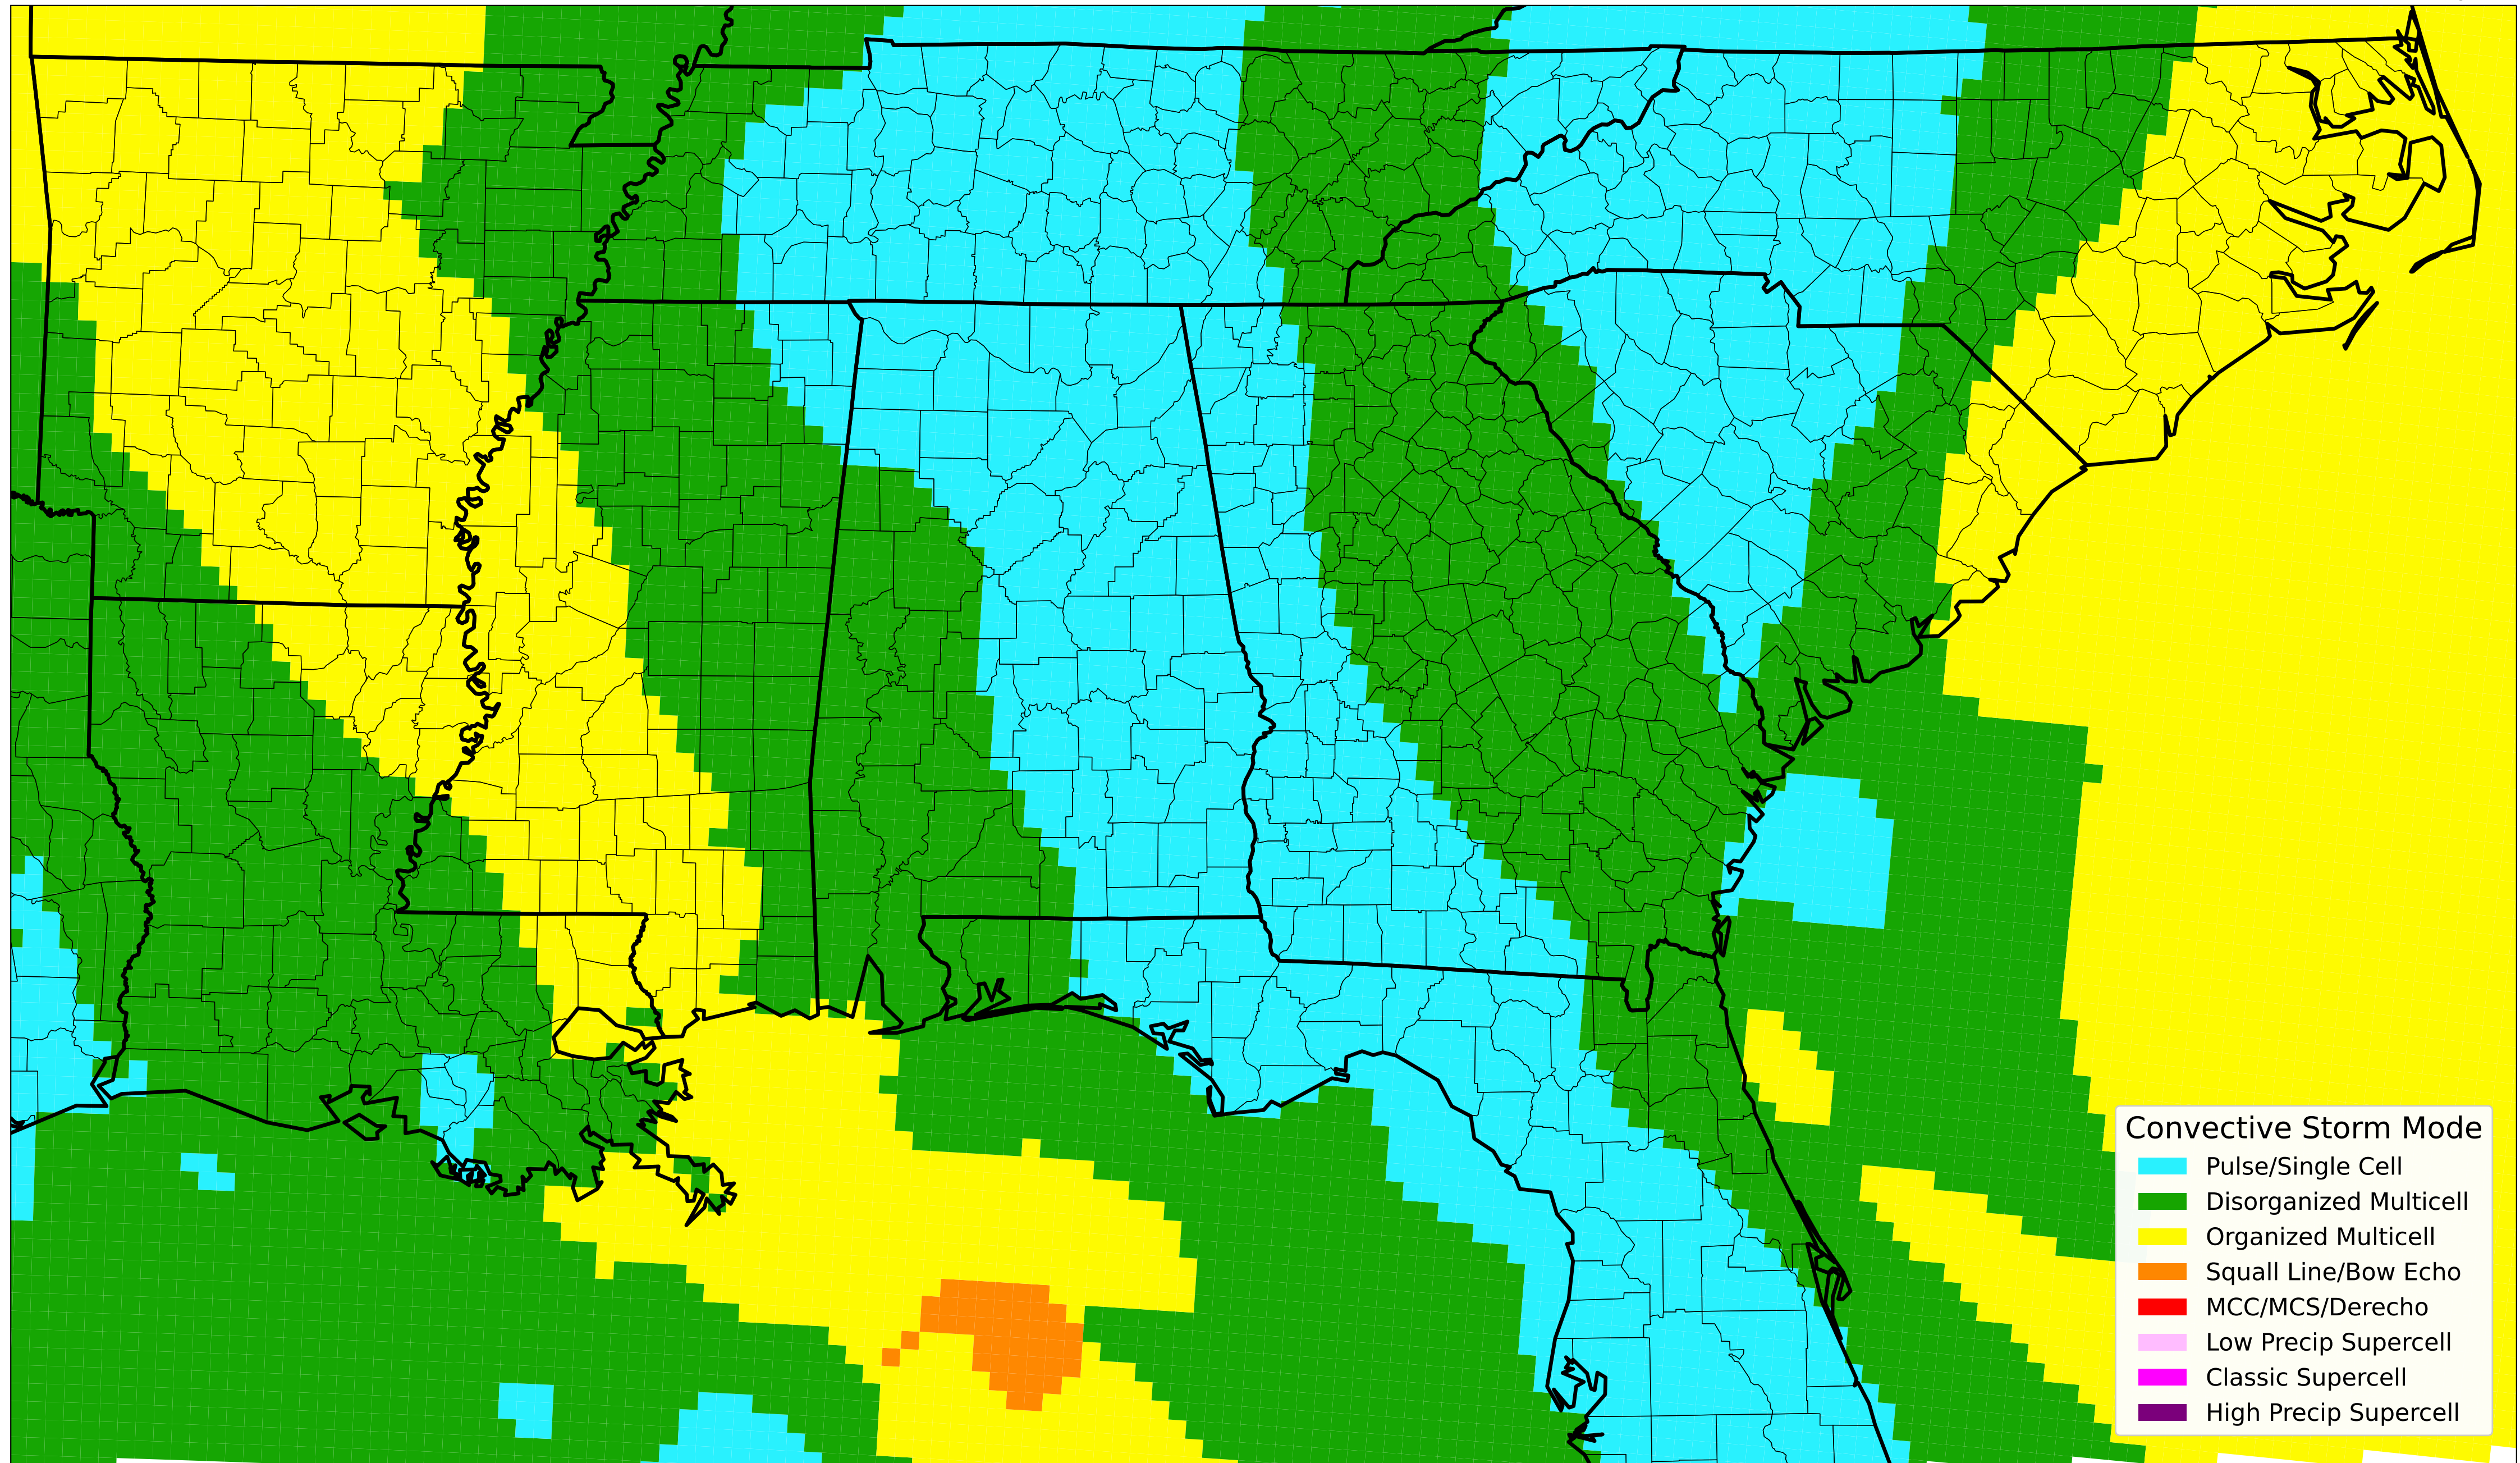 Convective Storm Mode
Pulse/Single Cell
Disorganized Multicell
Organized Multicell
Squall Line/Bow Echo
MCC/MCS/Derecho
Low Precip Supercell
Classic Supercell
High Precip Supercell